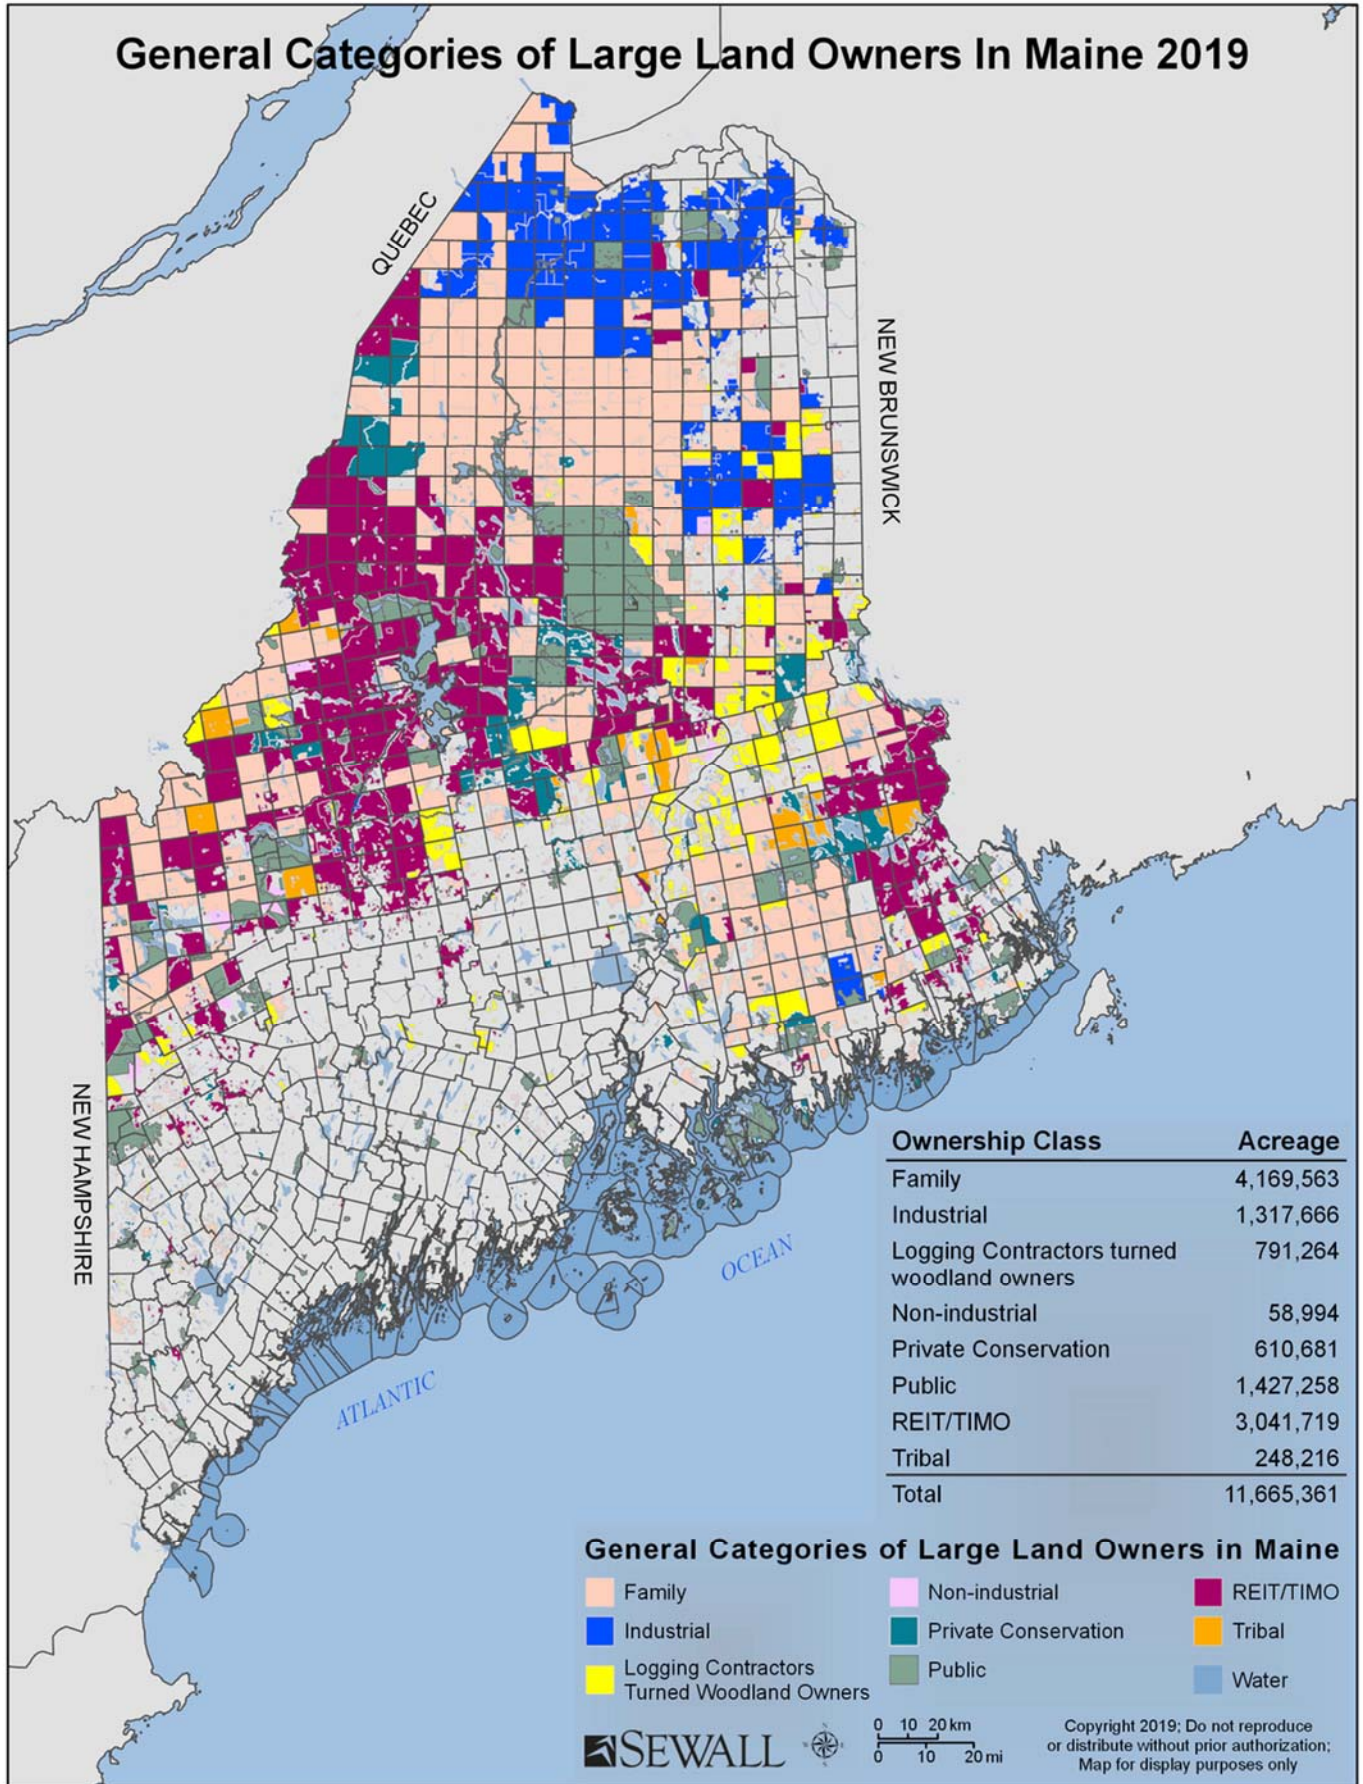 General Categories of Large Land Owners In Maine 2019
QUEBEC
NEW BRUNSWICK
NEW HAMPSHIRE
ATLANTIC
OCEAN
Ownership Class Acreage
Family 4,169,563
Industrial 1,317,666
Logging Contractors turned 791,264
woodland owners
Non-industrial 58,994
Private Conservation 610,681
Public 1,427,258
REIT/TIMO 3,041,719
Tribal 248,216
Total 11,665,361
General Categories of Large Land Owners in Maine
Family
Industrial
Logging Contractors
Turned Woodland Owners
Non-industrial
Private Conservation
Public
REIT/TIMO
Tribal
Water
SEWALL
0 10 20 km
0 10 20 mi
Copyright 2019; Do not reproduce
or distribute without prior authorization;
Map for display purposes only